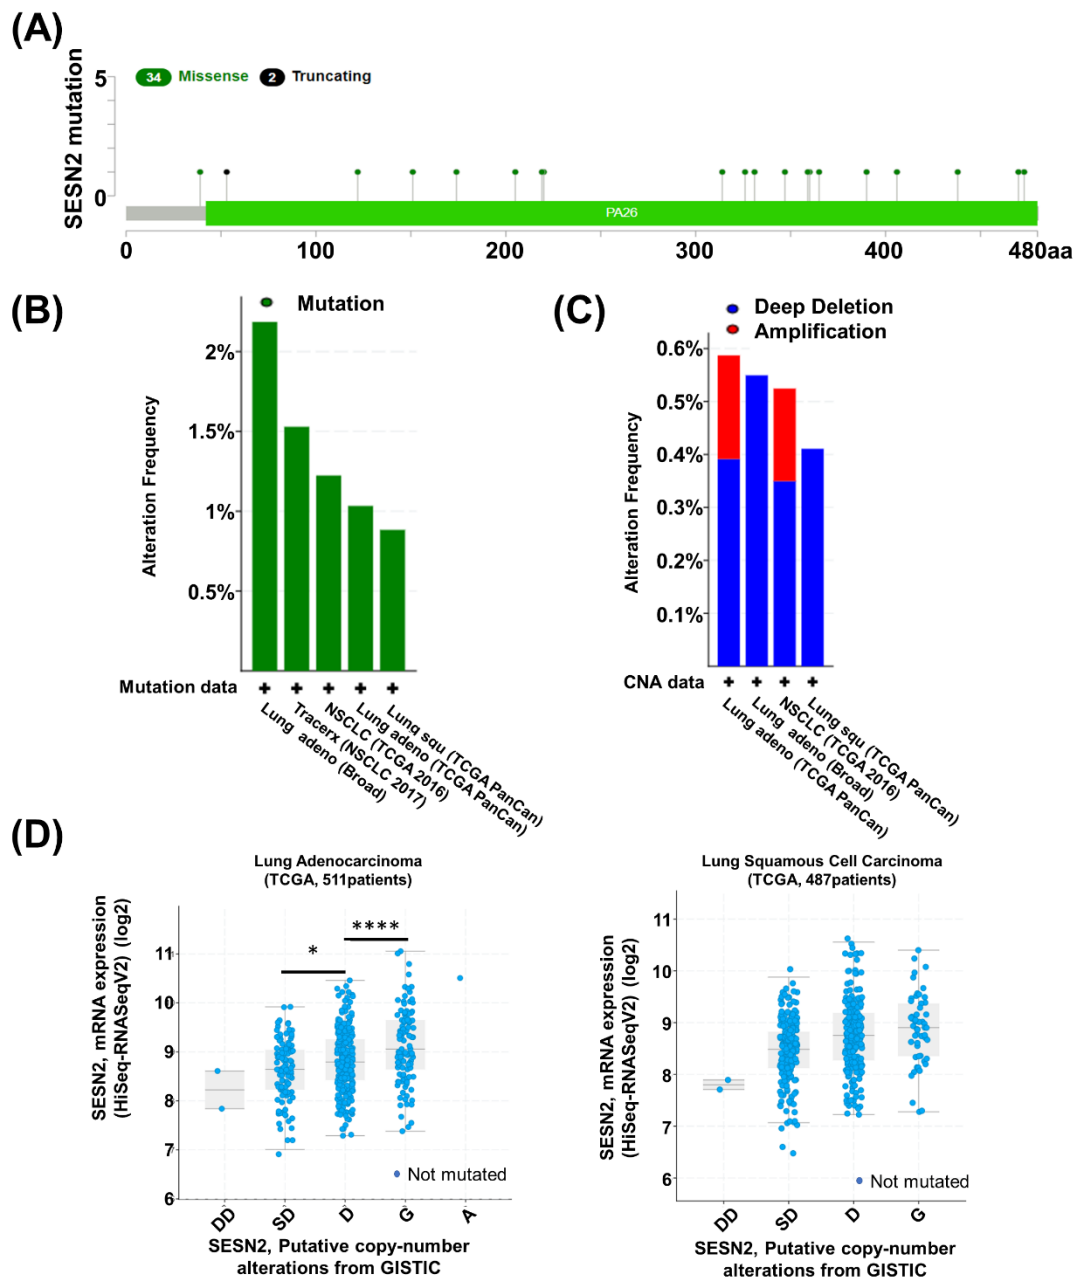 (A)
SESN2 mutation
5
0
34 Missense 2 Truncating
PA26
0 100 200 300 400 480aa
(B)
Mutation
Alteration Frequency
2%
1.5%
1%
0.5%
Mutation data + + + + +
Lung adeno (Broad)
Tracerx (NSCLC 2017)
NSCLC (TCGA 2016)
Lung adeno (TCGA PanCan)
Lung squ (TCGA PanCan)
(C)
Deep Deletion
Amplification
Alteration Frequency
0.6%
0.5%
0.4%
0.3%
0.2%
0.1%
CNA data + + + +
Lung adeno (TCGA PanCan)
Lung adeno (Broad)
NSCLC (TCGA 2016)
Lung squ (TCGA PanCan)
(D)
Lung Adenocarcinoma
(TCGA, 511patients)
SESN2, mRNA expression
(HiSeq-RNASeqV2) (log2)
11
10
9
8
7
6
*
****
Not mutated
DD SD D G A
SESN2, Putative copy-number
alterations from GISTIC
Lung Squamous Cell Carcinoma
(TCGA, 487patients)
SESN2, mRNA expression
(HiSeq-RNASeqV2) (log2)
11
10
9
8
7
6
Not mutated
DD SD D G
SESN2, Putative copy-number
alterations from GISTIC